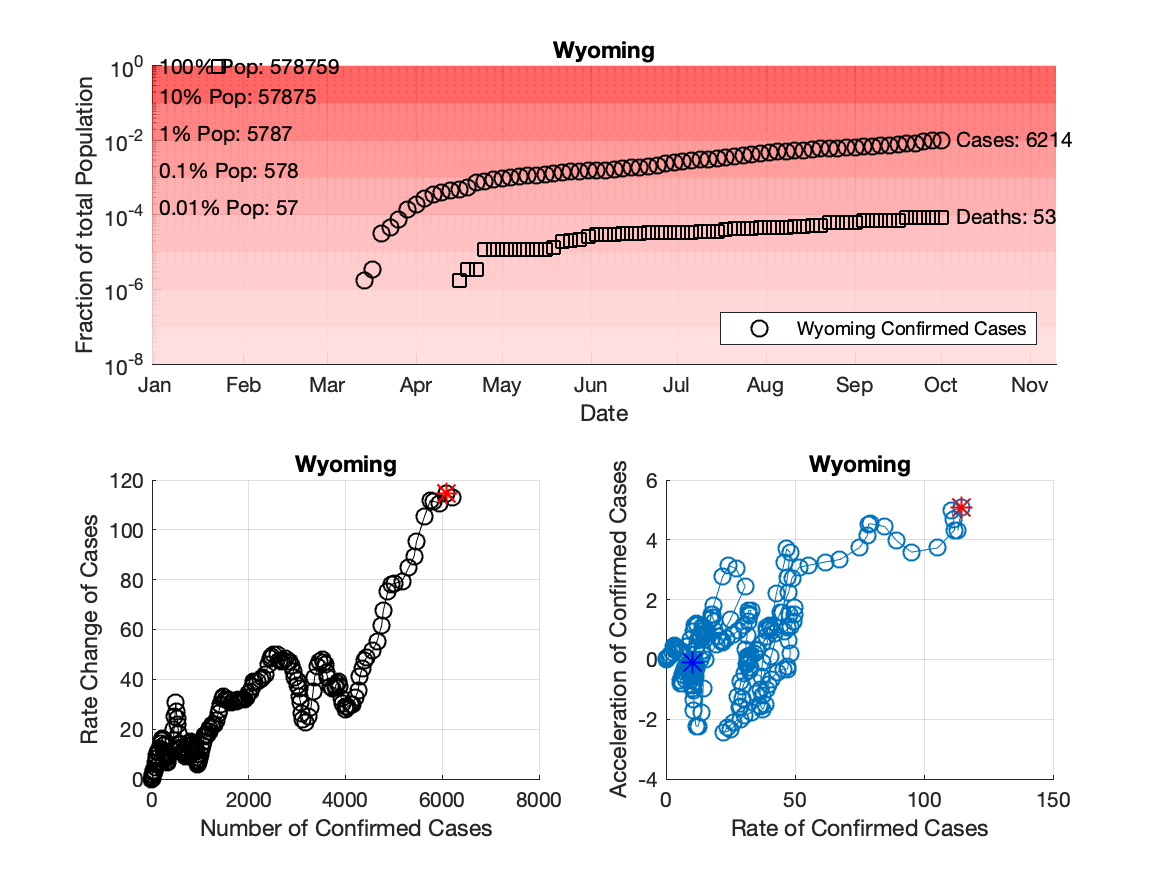 Wyoming
Fraction of total Population
10^0
10^-2
10^-4
10^-6
10^-8
100% Pop: 578759
10% Pop: 57875
1% Pop: 5787
0.1% Pop: 578
0.01% Pop: 57
Cases: 6214
Deaths: 53
Wyoming Confirmed Cases
Jan Feb Mar Apr May Jun Jul Aug Sep Oct Nov
Date
Wyoming
Rate Change of Cases
120
100
80
60
40
20
0
0 2000 4000 6000 8000
Number of Confirmed Cases
Wyoming
Acceleration of Confirmed Cases
6
4
2
0
-2
-4
0 50 100 150
Rate of Confirmed Cases